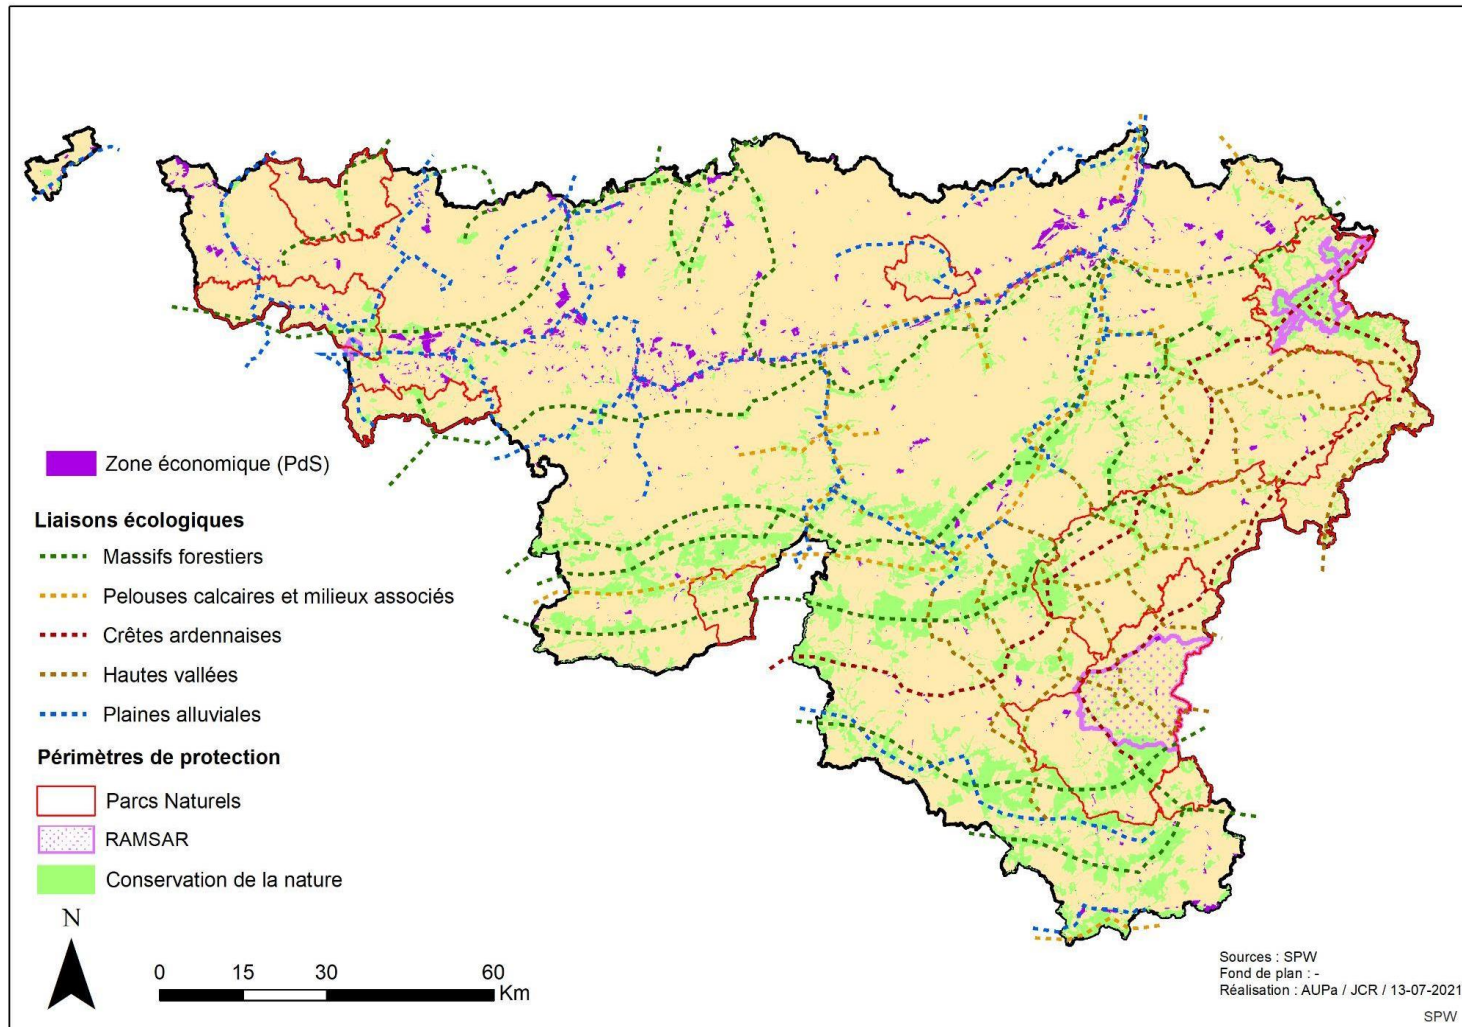 Zone économique (PdS)
Liaisons écologiques
Massifs forestiers
Pelouses calcaires et milieux associés
Crêtes ardennaises
Hautes vallées
Plaines alluviales
Périmètres de protection
Parcs Naturels
RAMSAR
Conservation de la nature
N
0 15 30 60
Km
Sources : SPW
Fond de plan : -
Réalisation : AUPa / JCR / 13-07-2021
SPW